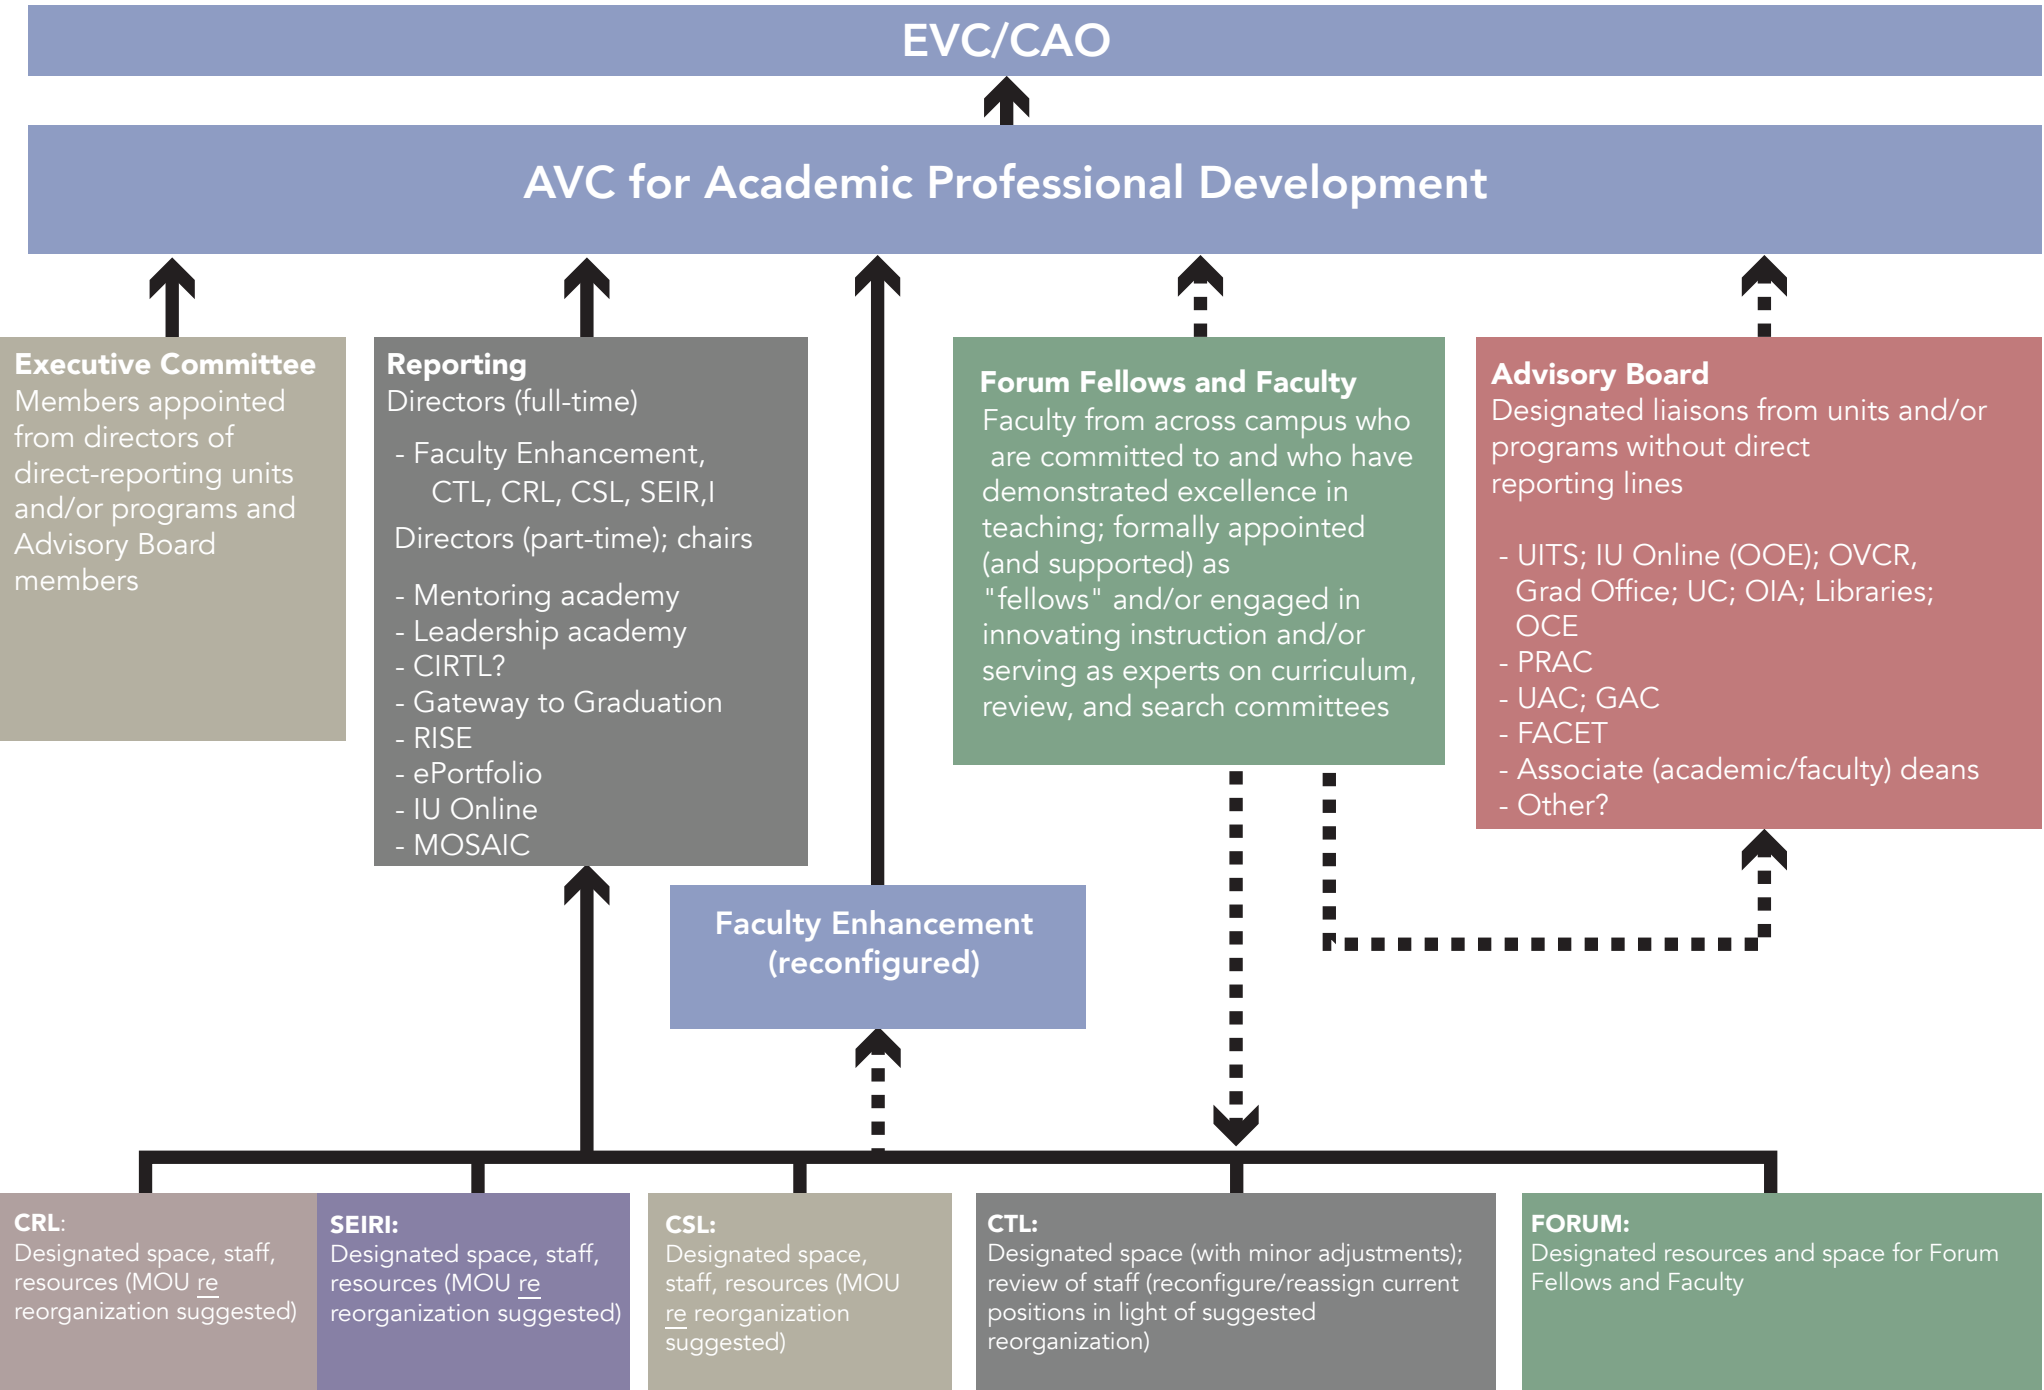 EVC/CAO
AVC for Academic Professional Development
Executive Committee
Members appointed
from directors of
direct-reporting units
and/or programs and
Advisory Board
members
Reporting
Directors (full-time)
- Faculty Enhancement,
CTL, CRL, CSL, SEIR,I
Directors (part-time); chairs
- Mentoring academy
- Leadership academy
- CIRTL?
- Gateway to Graduation
- RISE
- ePortfolio
- IU Online
- MOSAIC
Forum Fellows and Faculty
Faculty from across campus who
are committed to and who have
demonstrated excellence in
teaching; formally appointed
(and supported) as
"fellows" and/or engaged in
innovating instruction and/or
serving as experts on curriculum,
review, and search committees
Advisory Board
Designated liaisons from units and/or
programs without direct
reporting lines
- UITS; IU Online (OOE); OVCR,
Grad Office; UC; OIA; Libraries;
OCE
- PRAC
- UAC; GAC
- FACET
- Associate (academic/faculty) deans
- Other?
Faculty Enhancement
(reconfigured)
CRL:
Designated space, staff,
resources (MOU re
reorganization suggested)
SEIRI:
Designated space, staff,
resources (MOU re
reorganization suggested)
CSL:
Designated space,
staff, resources (MOU
re reorganization
suggested)
CTL:
Designated space (with minor adjustments);
review of staff (reconfigure/reassign current
positions in light of suggested
reorganization)
FORUM:
Designated resources and space for Forum
Fellows and Faculty